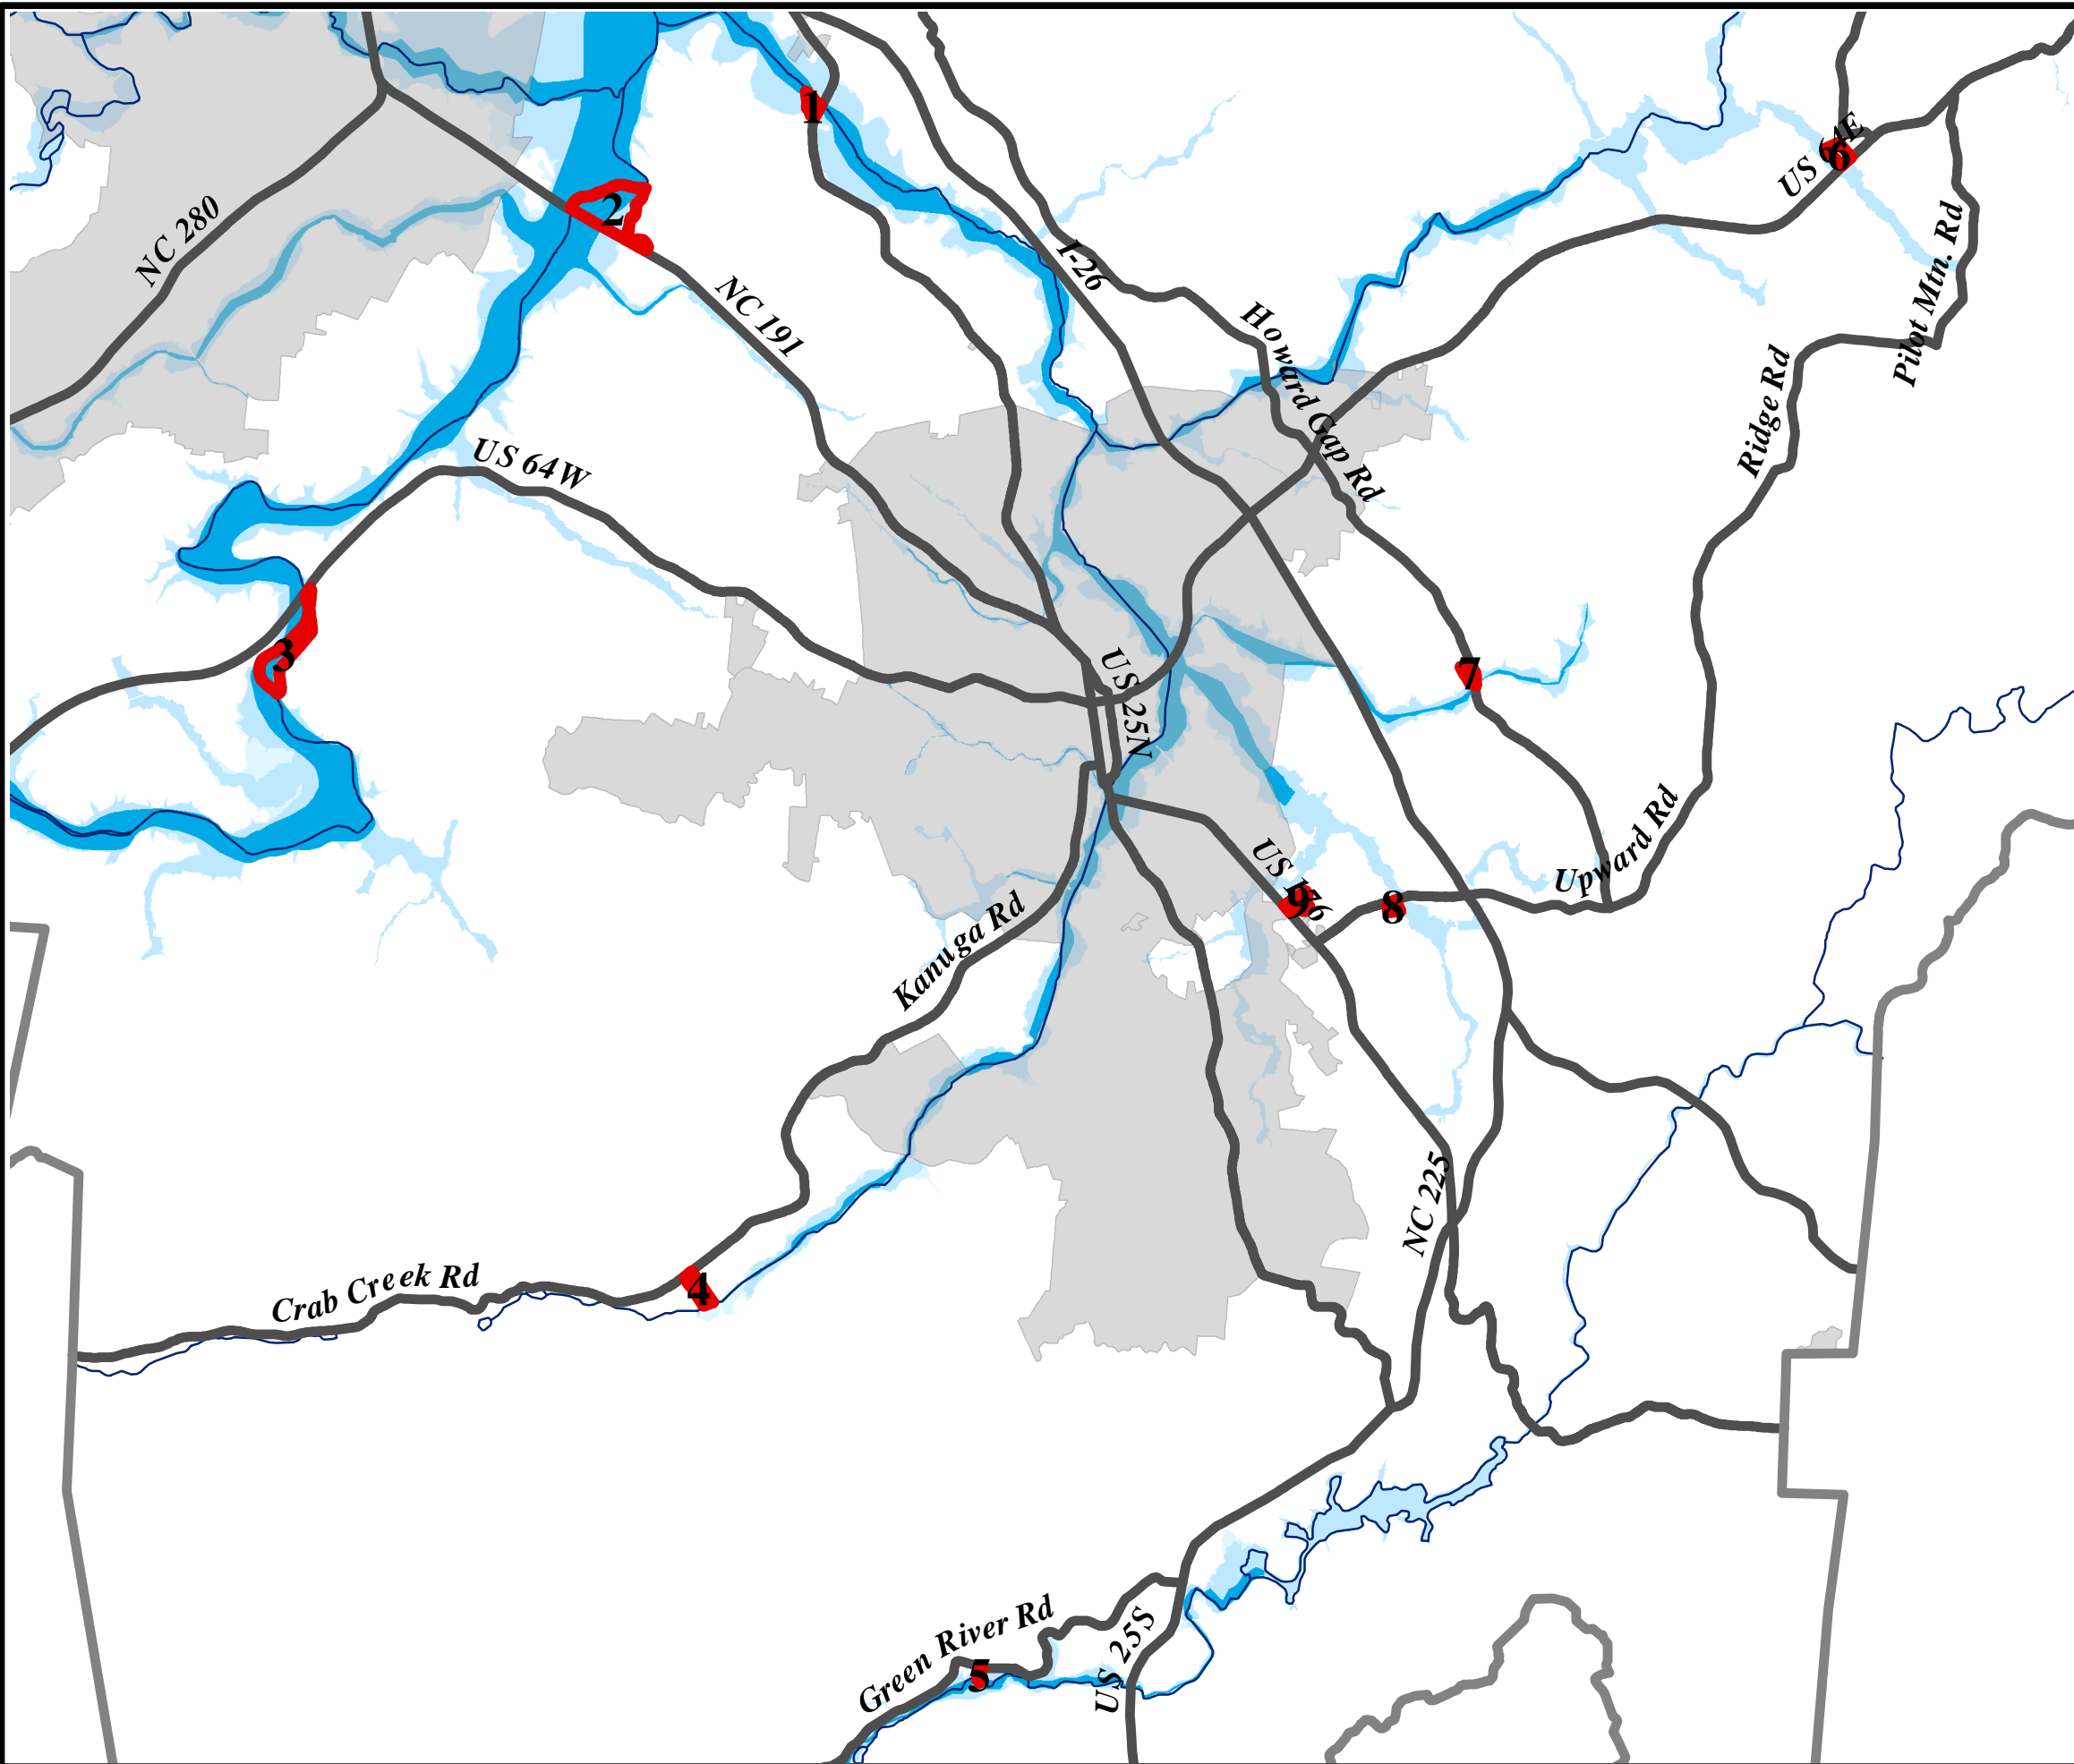 1
US 64E
6
2
NC 280
I-26
Pilot Mtn. Rd
NC 191
Howard Gap Rd
Ridge Rd
US 64W
3
US 25N
7
Upward Rd
US 176
9
8
Kanuga Rd
NC 225
4
Crab Creek Rd
Green River Rd
US 25S
5